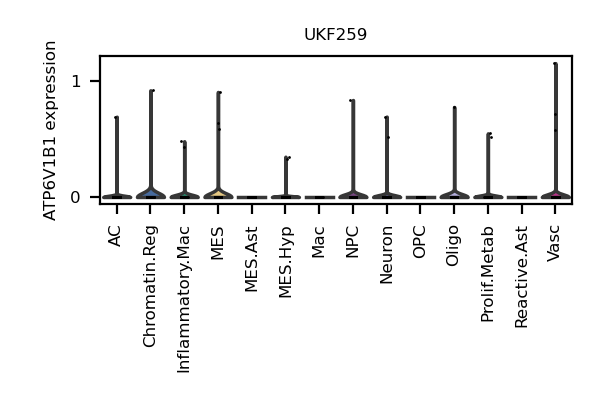 UKF259
ATP6V1B1 expression
1
0
AC
Chromatin.Reg
Inflammatory.Mac
MES
MES.Ast
MES.Hyp
Mac
NPC
Neuron
OPC
Oligo
Prolif.Metab
Reactive.Ast
Vasc